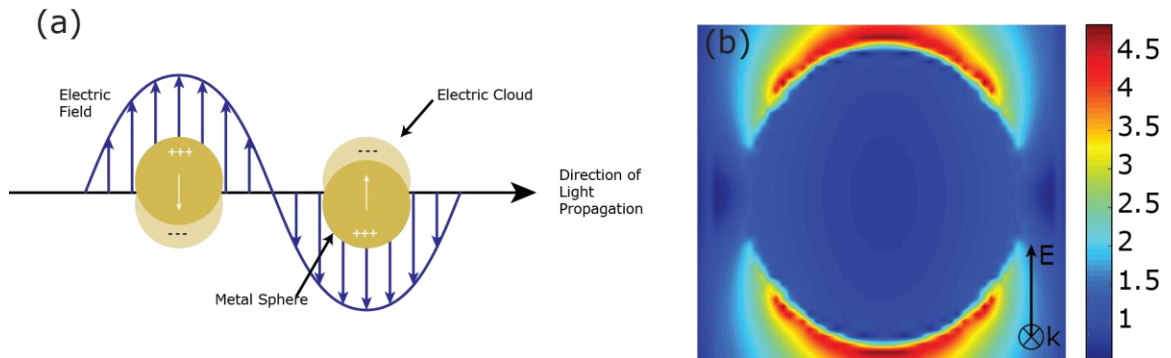 (a)
Electric
Field
+++
---
Electric Cloud
---
+++
Metal Sphere
Direction of
Light
Propagation
(b)
E
k
4.5
4
3.5
3
2.5
2
1.5
1